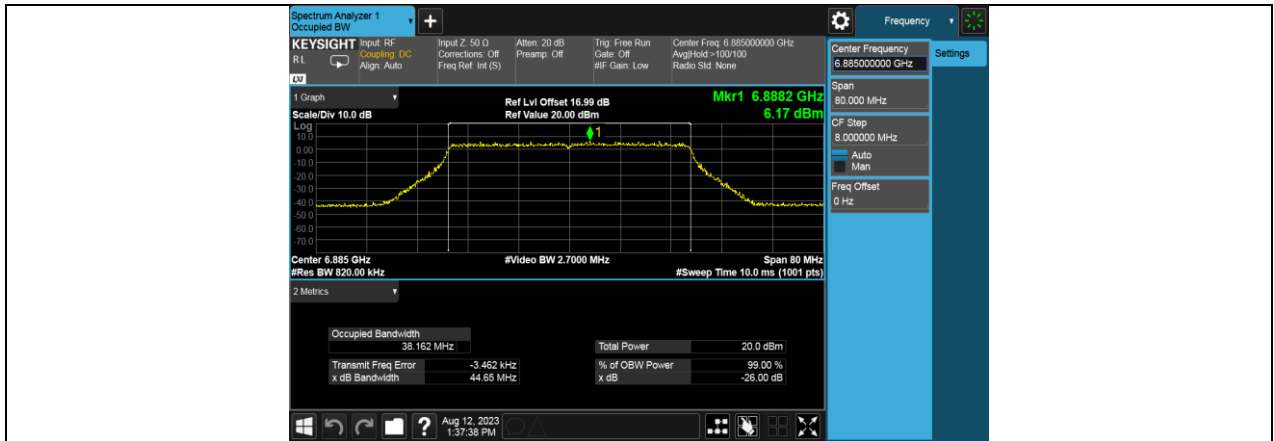 Spectrum Analyzer 1
Occupied BW
+
Frequency
KEYSIGHT
RL
LXI
Input: RF
Coupling: DC
Align: Auto
Input Z: 50 Ω
Corrections: Off
Freq Ref: Int (S)
Atten: 20 dB
Preamp: Off
Trig: Free Run
Gate: Off
#IF Gain: Low
Center Freq: 6.885000000 GHz
Avg|Hold:>100/100
Radio Std: None
Center Frequency
6.885000000 GHz
Settings
Span
80.000 MHz
CF Step
8.000000 MHz
Auto
Man
Freq Offset
0 Hz
1 Graph
Scale/Div 10.0 dB
Ref Lvl Offset 16.99 dB
Ref Value 20.00 dBm
Mkr1 6.8882 GHz
6.17 dBm
Log
10.0
0.00
-10.0
-20.0
-30.0
-40.0
-50.0
-60.0
-70.0
1
Center 6.885 GHz
#Video BW 2.7000 MHz
Span 80 MHz
#Res BW 820.00 kHz
#Sweep Time 10.0 ms (1001 pts)
2 Metrics
Occupied Bandwidth
38.162 MHz
Total Power 20.0 dBm
Transmit Freq Error -3.462 kHz
% of OBW Power 99.00 %
x dB Bandwidth 44.65 MHz
x dB -26.00 dB
?
Aug 12, 2023
1:37:38 PM